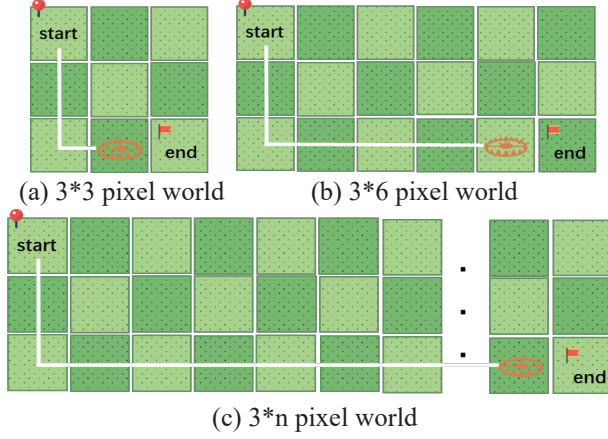 start
end
(a) 3*3 pixel world
start
end
(b) 3*6 pixel world
start
end
(c) 3*n pixel world